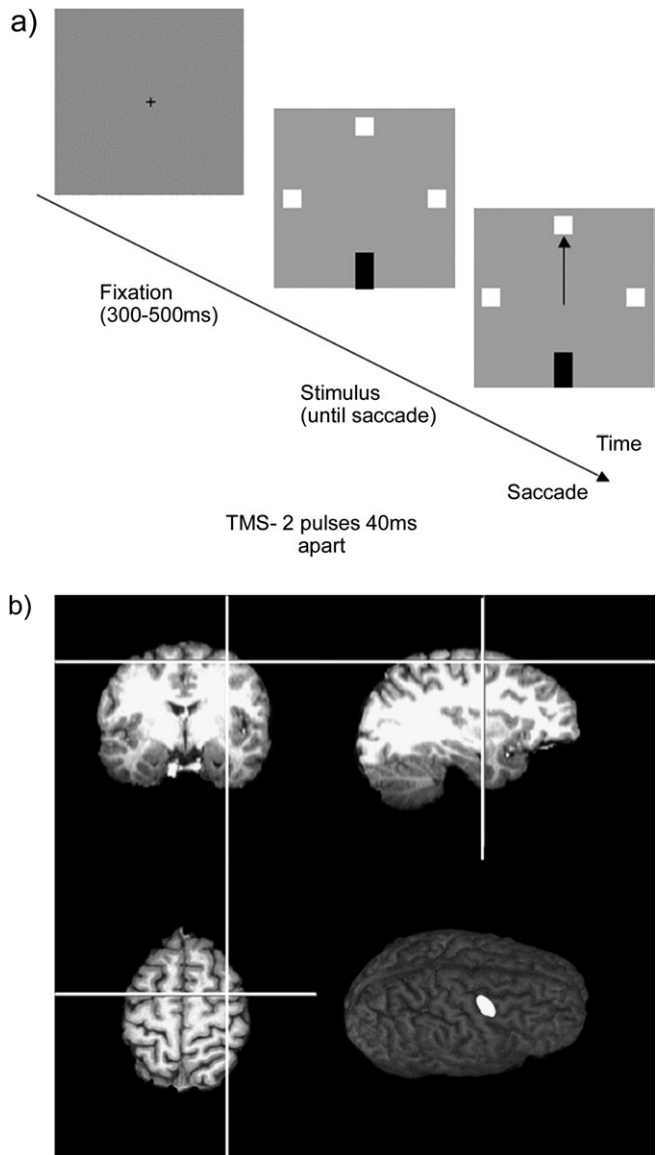 a)
Fixation
(300-500ms)
Stimulus
(until saccade)
Time
Saccade
TMS- 2 pulses 40ms
apart
b)